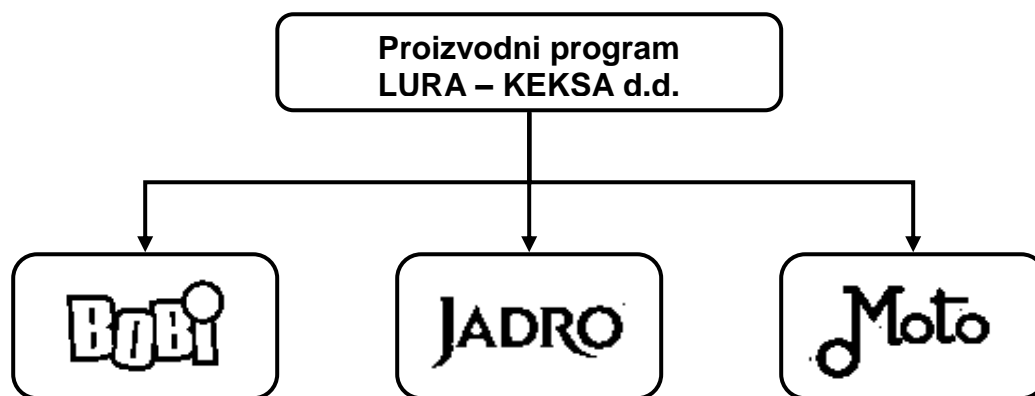 Proizvodni program
LURA – KEKSA d.d.
BOBI
JADRO
Moto